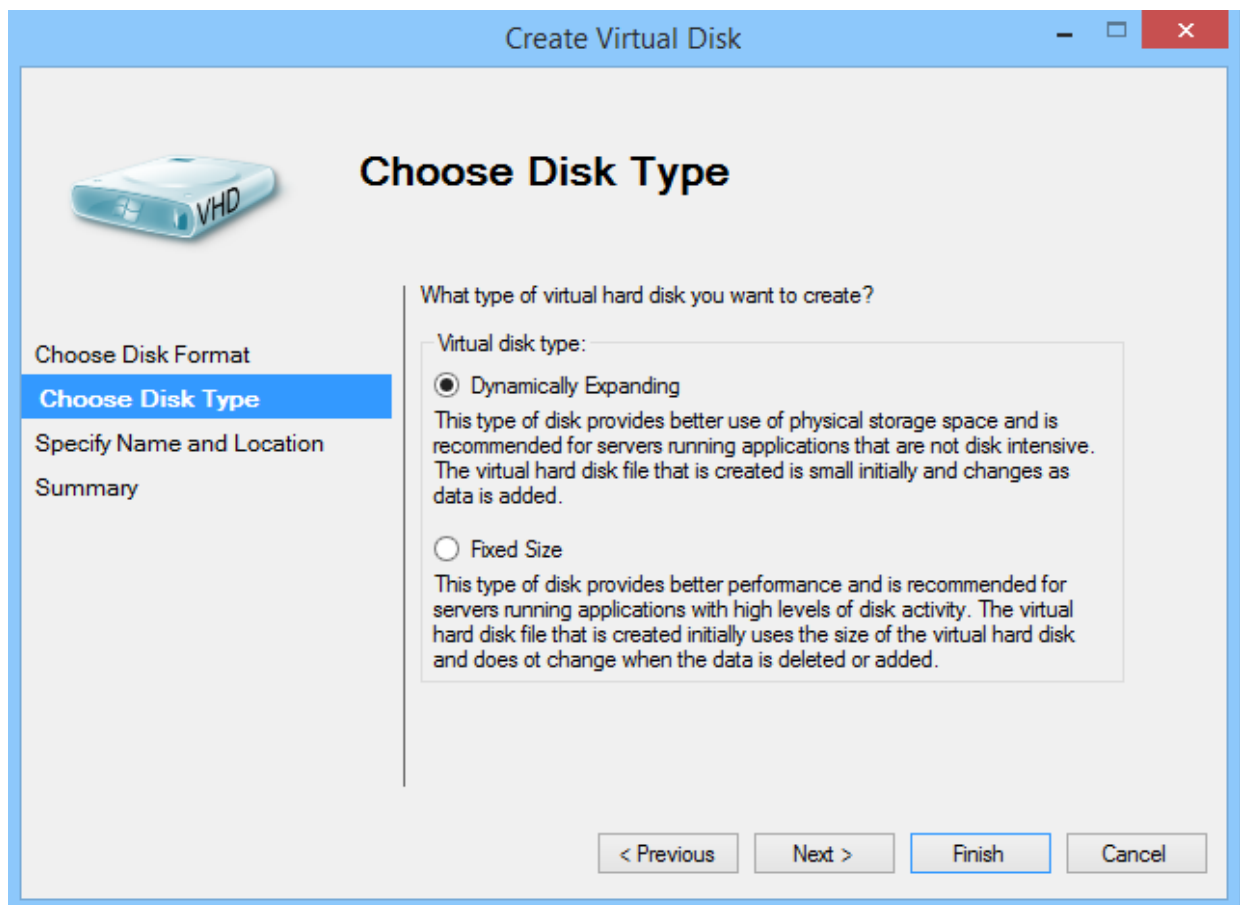 Create Virtual Disk
VHD
Choose Disk Type
What type of virtual hard disk you want to create?
Choose Disk Format
Choose Disk Type
Specify Name and Location
Summary
Virtual disk type:
Dynamically Expanding
This type of disk provides better use of physical storage space and is
recommended for servers running applications that are not disk intensive.
The virtual hard disk file that is created is small initially and changes as
data is added.
Fixed Size
This type of disk provides better performance and is recommended for
servers running applications with high levels of disk activity. The virtual
hard disk file that is created initially uses the size of the virtual hard disk
and does ot change when the data is deleted or added.
< Previous
Next >
Finish
Cancel